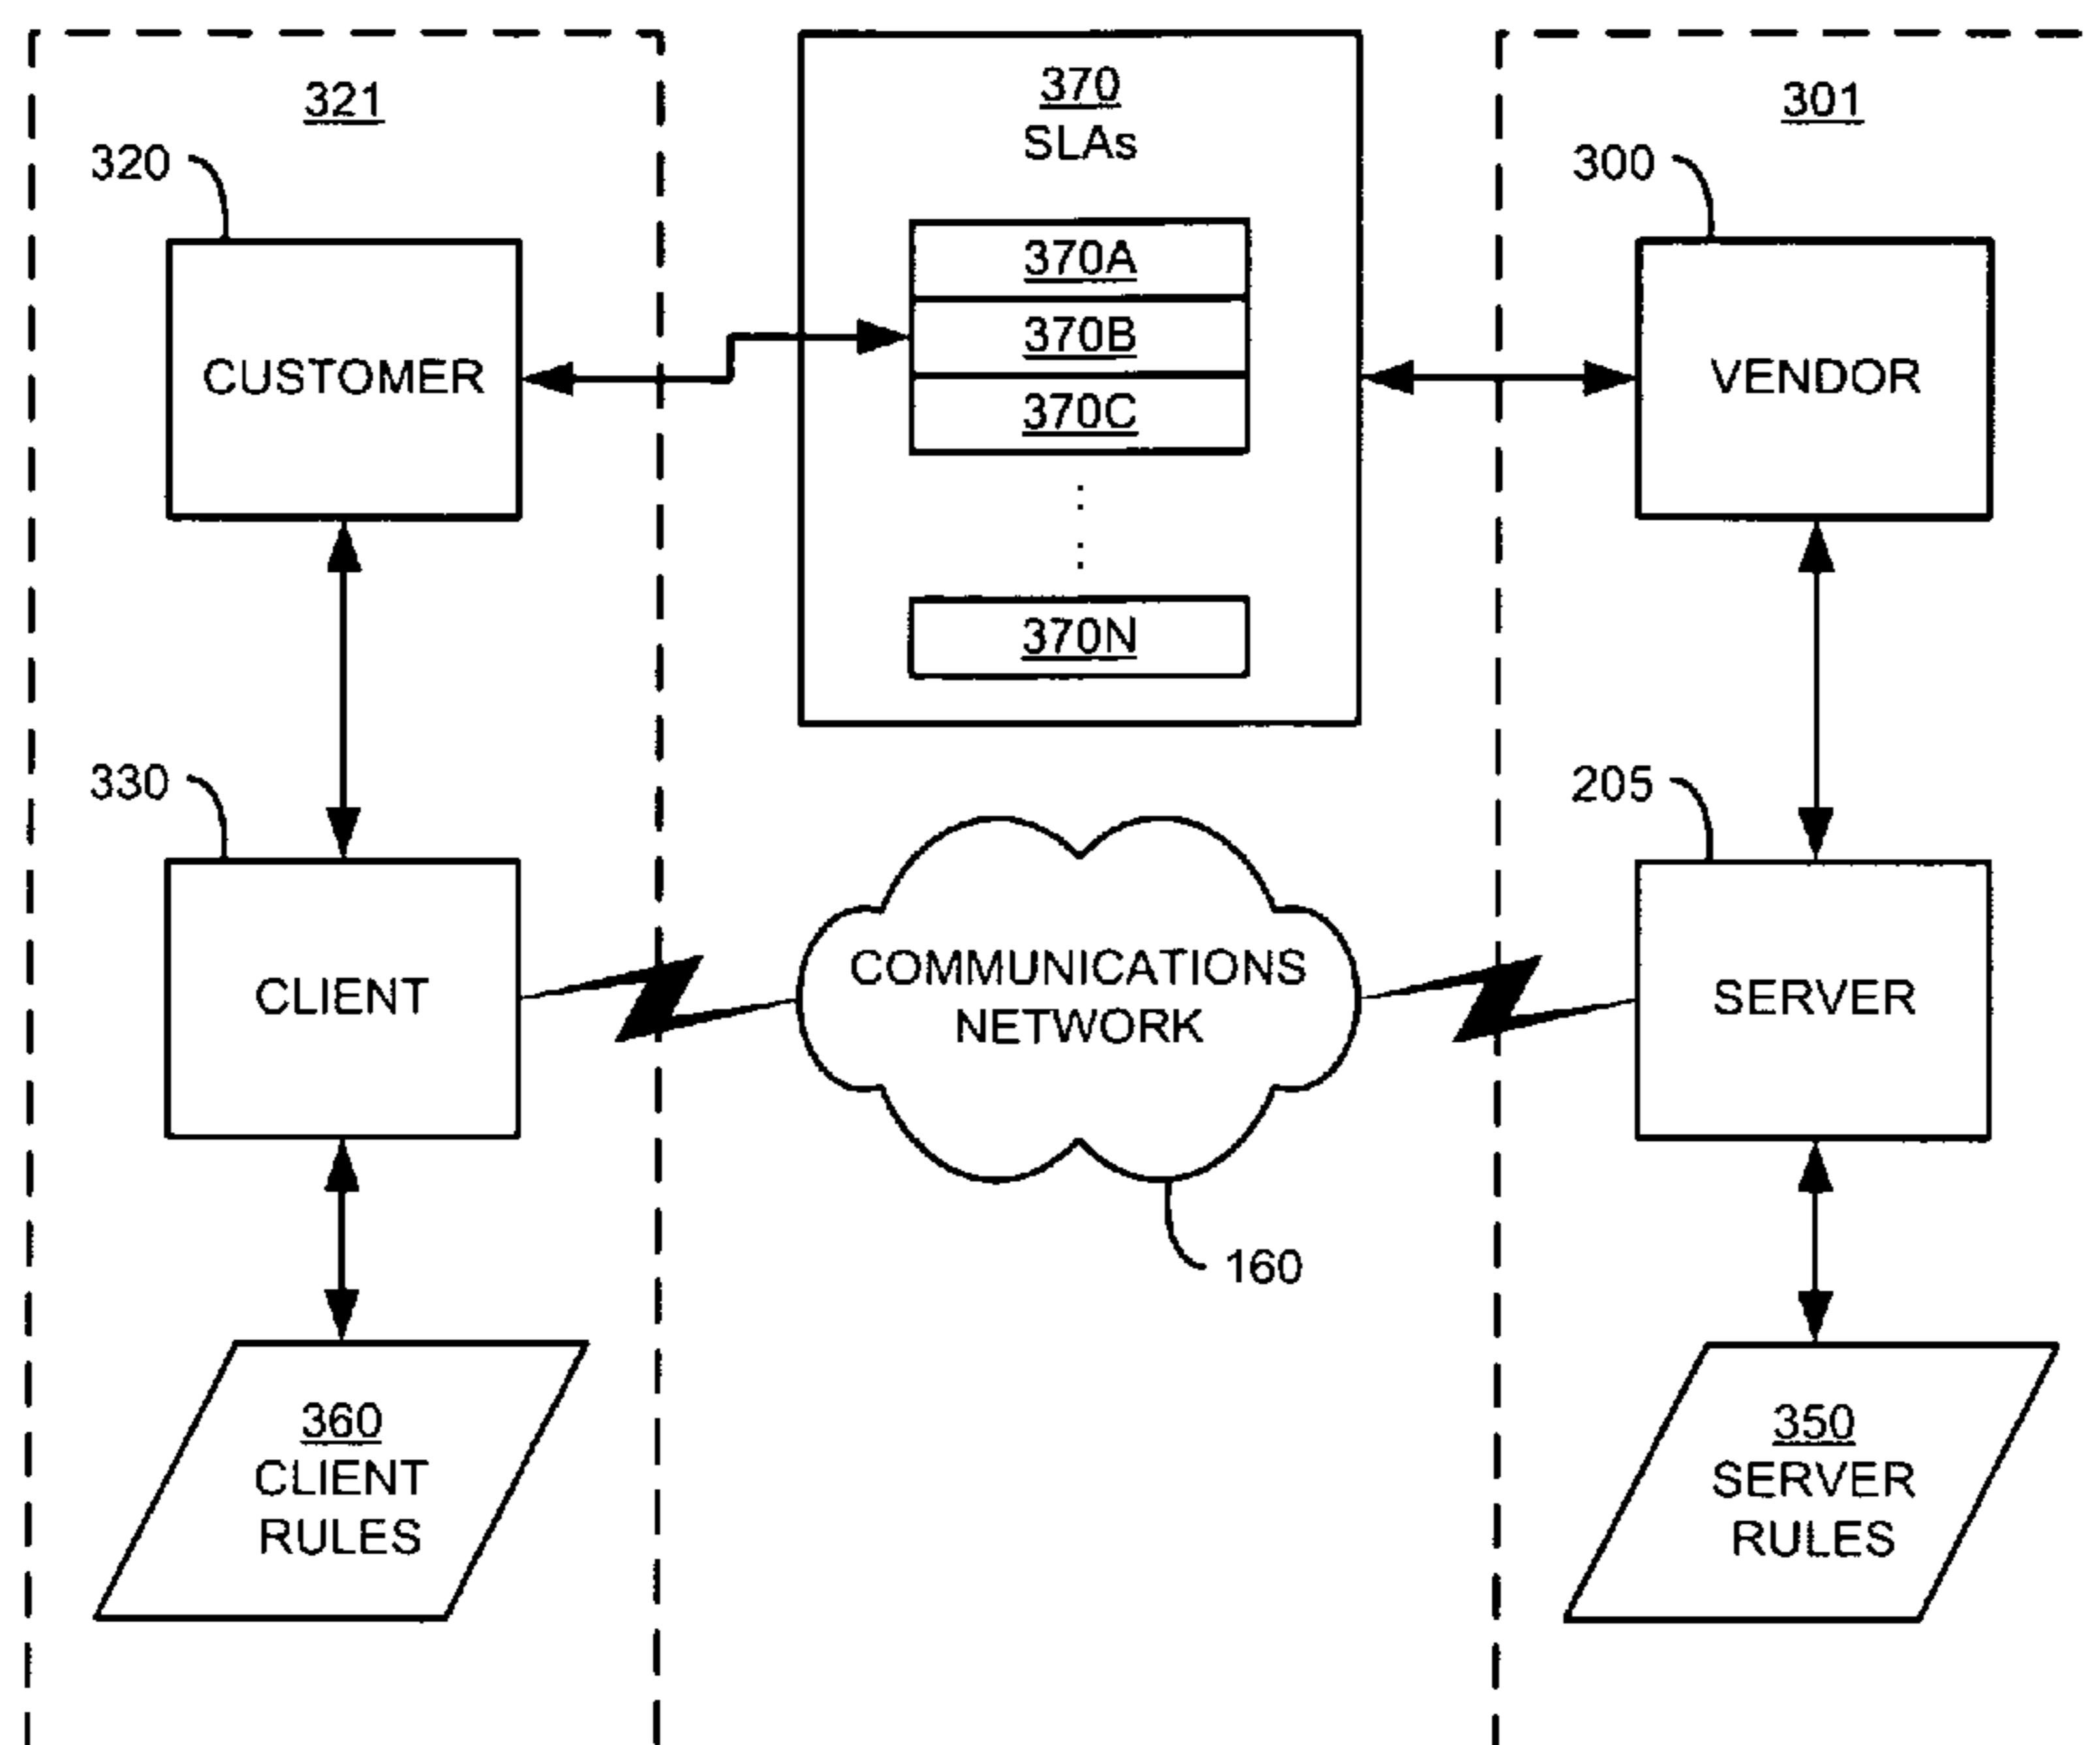 321
370
SLAs
301
320
300
370A
370B
370C
CUSTOMER
VENDOR
370N
330
205
CLIENT
COMMUNICATIONS
NETWORK
SERVER
160
360
CLIENT
RULES
350
SERVER
RULES